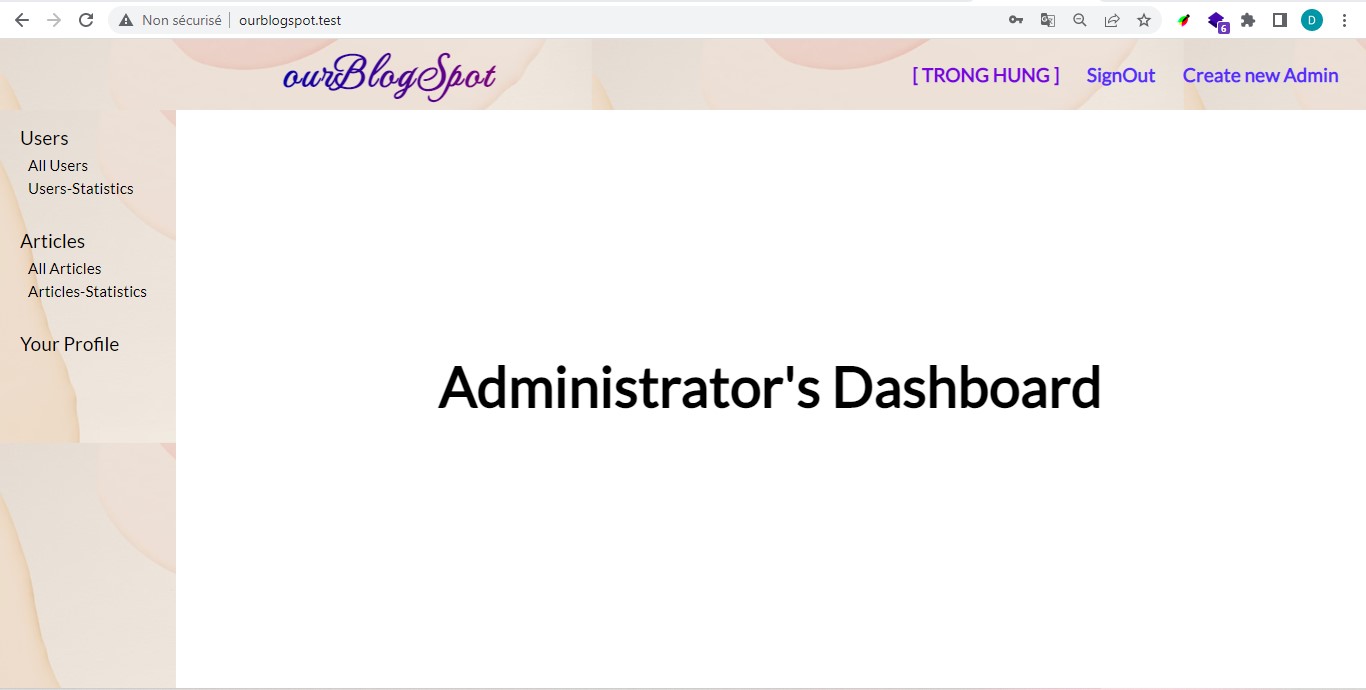 Non sécurisé | ourblogspot.test
6
D
ourBlogSpot
[ TRONG HUNG ] SignOut Create new Admin
Users
All Users
Users-Statistics
Articles
All Articles
Articles-Statistics
Your Profile
Administrator's Dashboard